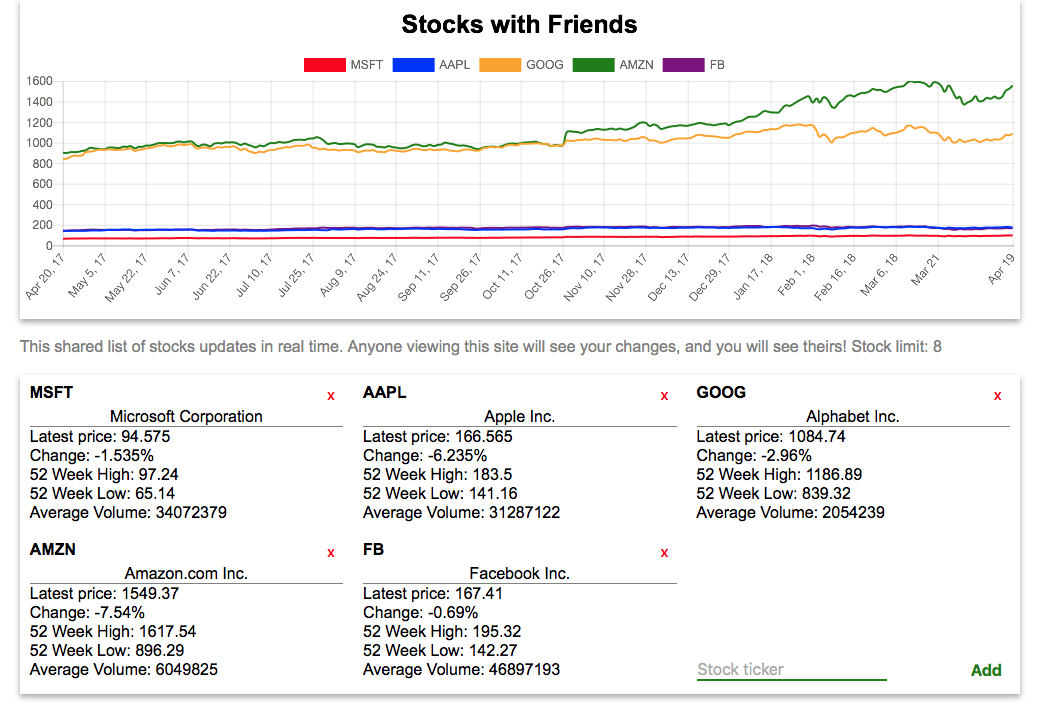 Stocks with Friends
MSFT AAPL GOOG AMZN FB
1600
1400
1200
1000
800
600
400
200
0
Apr 20, 17
May 5, 17
May 22, 17
Jun 7, 17
Jun 22, 17
Jul 10, 17
Jul 25, 17
Aug 9, 17
Aug 24, 17
Sep 11, 17
Sep 26, 17
Oct 11, 17
Oct 26, 17
Nov 10, 17
Nov 28, 17
Dec 13, 17
Dec 29, 17
Jan 17, 18
Feb 1, 18
Feb 16, 18
Mar 6, 18
Mar 21
Apr 19
This shared list of stocks updates in real time. Anyone viewing this site will see your changes, and you will see theirs! Stock limit: 8
MSFT x
Microsoft Corporation
Latest price: 94.575
Change: -1.535%
52 Week High: 97.24
52 Week Low: 65.14
Average Volume: 34072379
AAPL x
Apple Inc.
Latest price: 166.565
Change: -6.235%
52 Week High: 183.5
52 Week Low: 141.16
Average Volume: 31287122
GOOG x
Alphabet Inc.
Latest price: 1084.74
Change: -2.96%
52 Week High: 1186.89
52 Week Low: 839.32
Average Volume: 2054239
AMZN x
Amazon.com Inc.
Latest price: 1549.37
Change: -7.54%
52 Week High: 1617.54
52 Week Low: 896.29
Average Volume: 6049825
FB x
Facebook Inc.
Latest price: 167.41
Change: -0.69%
52 Week High: 195.32
52 Week Low: 142.27
Average Volume: 46897193
Stock ticker Add